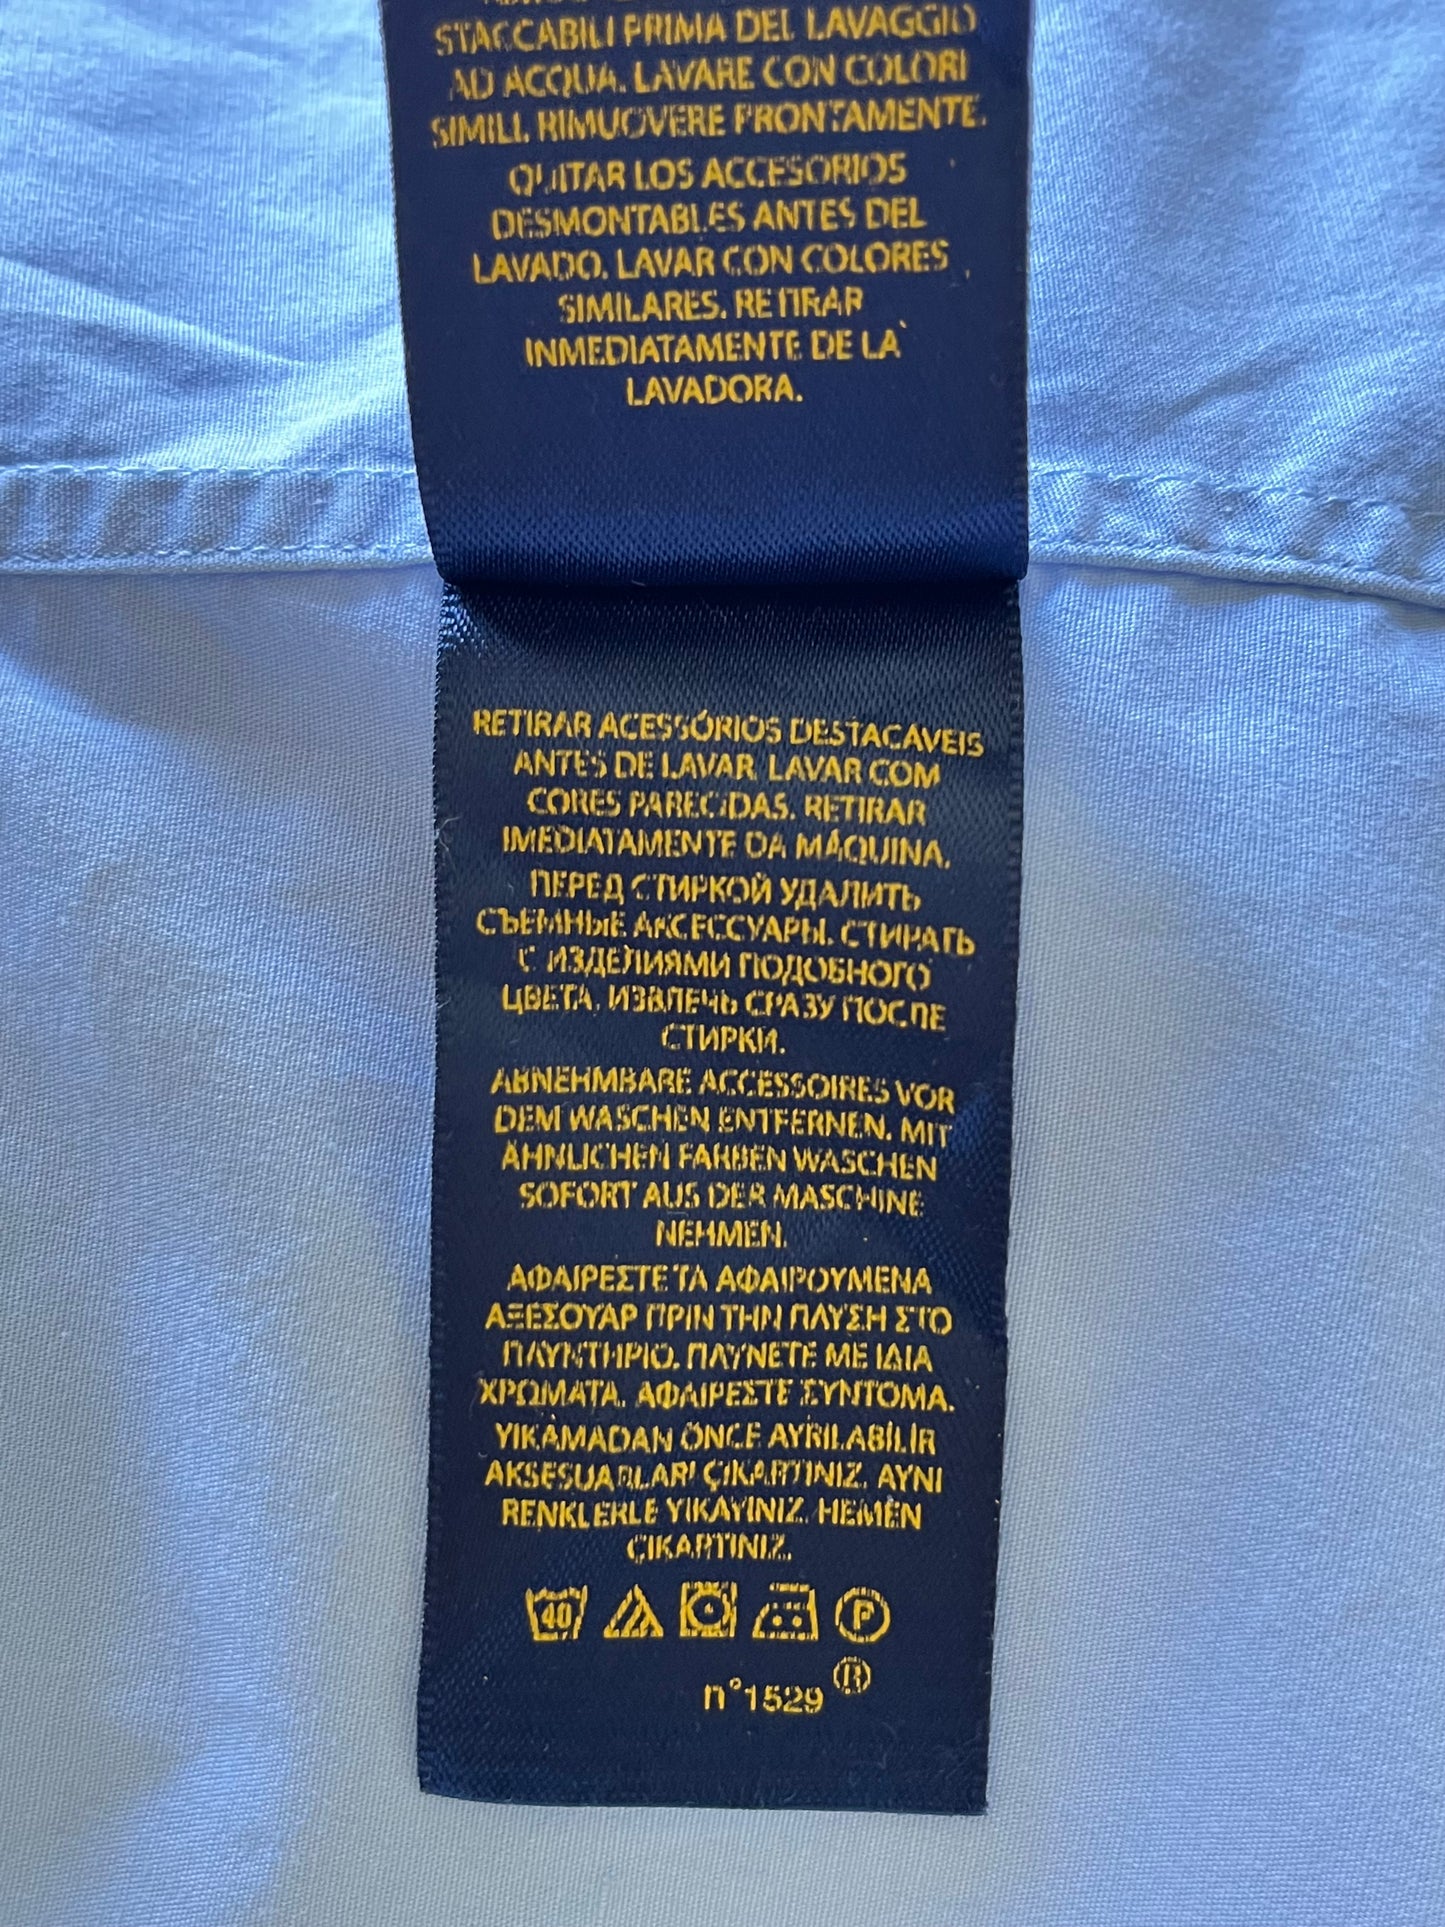 STACCABILI PRIMA DEL LAVAGGIO
AD ACQUA. LAVARE CON COLORI
SIMILI. RIMUOVERE PRONTAMENTE.
QUITAR LOS ACCESORIOS
DESMONTABLES ANTES DEL
LAVADO. LAVAR CON COLORES
SIMILARES. RETIRAR
INMEDIATAMENTE DE LA
LAVADORA.
RETIRAR ACESSÓRIOS DESTACÁVEIS
ANTES DE LAVAR. LAVAR COM
CORES PARECIDAS. RETIRAR
IMEDIATAMENTE DA MÁQUINA.
ПЕРЕД СТИРКОЙ УДАЛИТЬ
СЪЕМНЫЕ АКСЕССУАРЫ. СТИРАТЬ
С ИЗДЕЛИЯМИ ПОДОБНОГО
ЦВЕТА. ИЗВЛЕЧЬ СРАЗУ ПОСЛЕ
СТИРКИ.
ABNEHMBARE ACCESSOIRES VOR
DEM WASCHEN ENTFERNEN. MIT
ÄHNLICHEN FARBEN WASCHEN
SOFORT AUS DER MASCHINE
NEHMEN.
ΑΦΑΙΡΕΣΤΕ ΤΑ ΑΦΑΙΡΟΥΜΕΝΑ
ΑΞΕΣΟΥΑΡ ΠΡΙΝ ΤΗΝ ΠΛΥΣΗ ΣΤΟ
ΠΛΥΝΤΗΡΙΟ. ΠΛΥΝΕΤΕ ΜΕ ΙΔΙΑ
ΧΡΩΜΑΤΑ. ΑΦΑΙΡΕΣΤΕ ΣΥΝΤΟΜΑ.
YIKAMADAN ÖNCE AYRILABİLİR
AKSESUARLARI ÇIKARTINIZ. AYNI
RENKLERLE YIKAYINIZ. HEMEN
ÇIKARTINIZ.
40 P
n°1529 ®